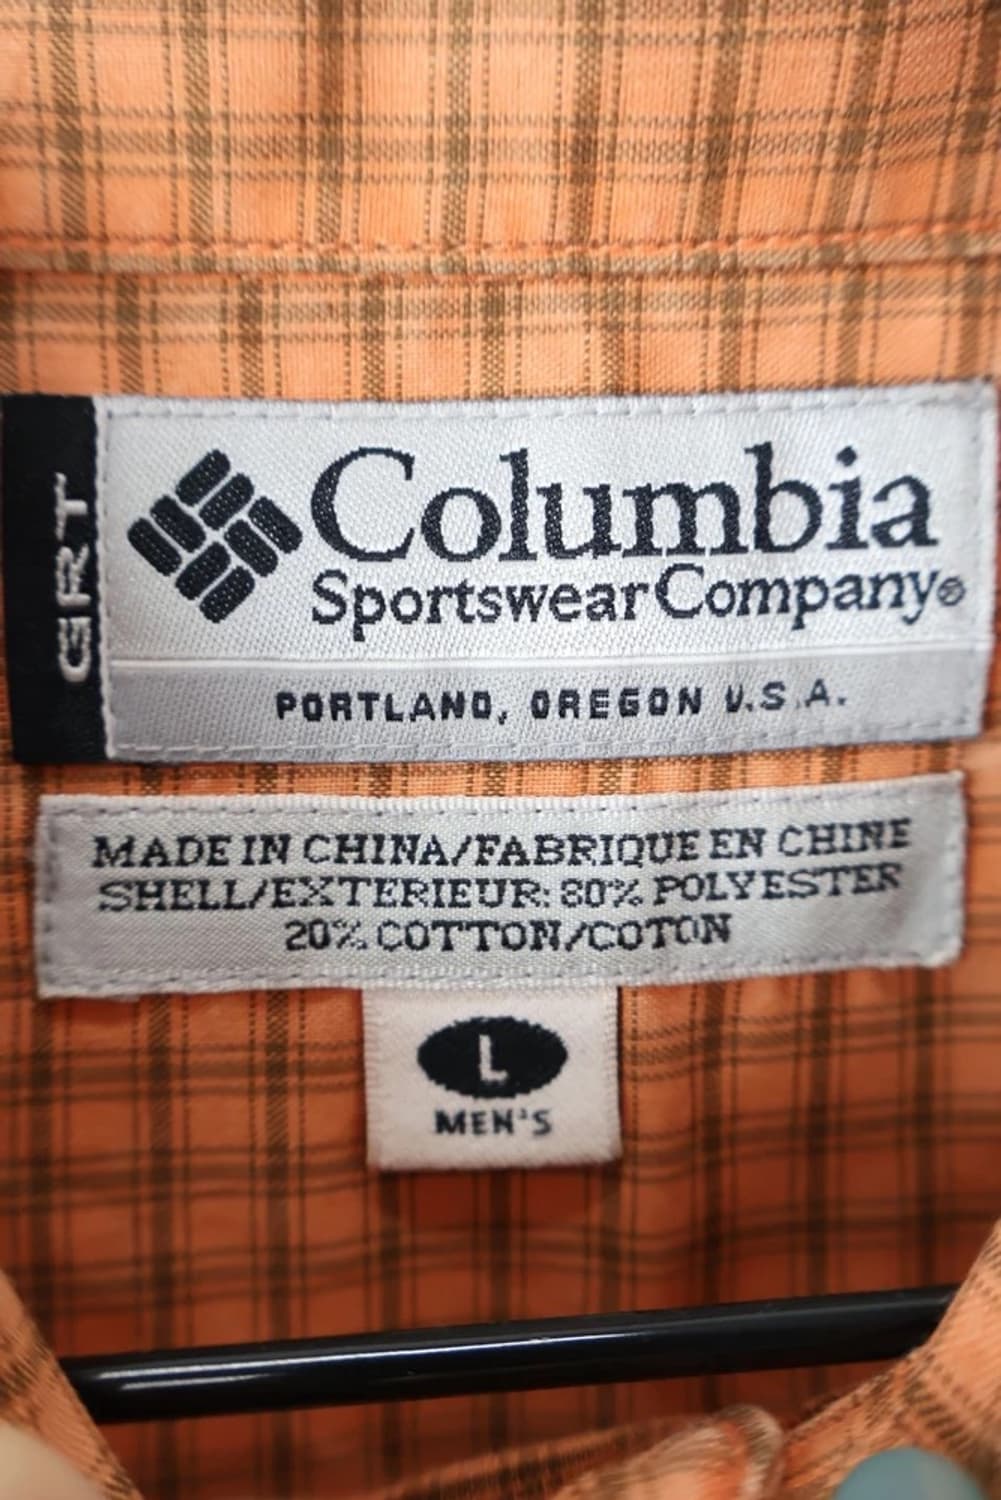 GRT
Columbia
Sportswear Company®
PORTLAND, OREGON U.S.A.
MADE IN CHINA/FABRIQUE EN CHINE
SHELL/EXTERIEUR: 80% POLYESTER
20% COTTON/COTON
L
MEN'S